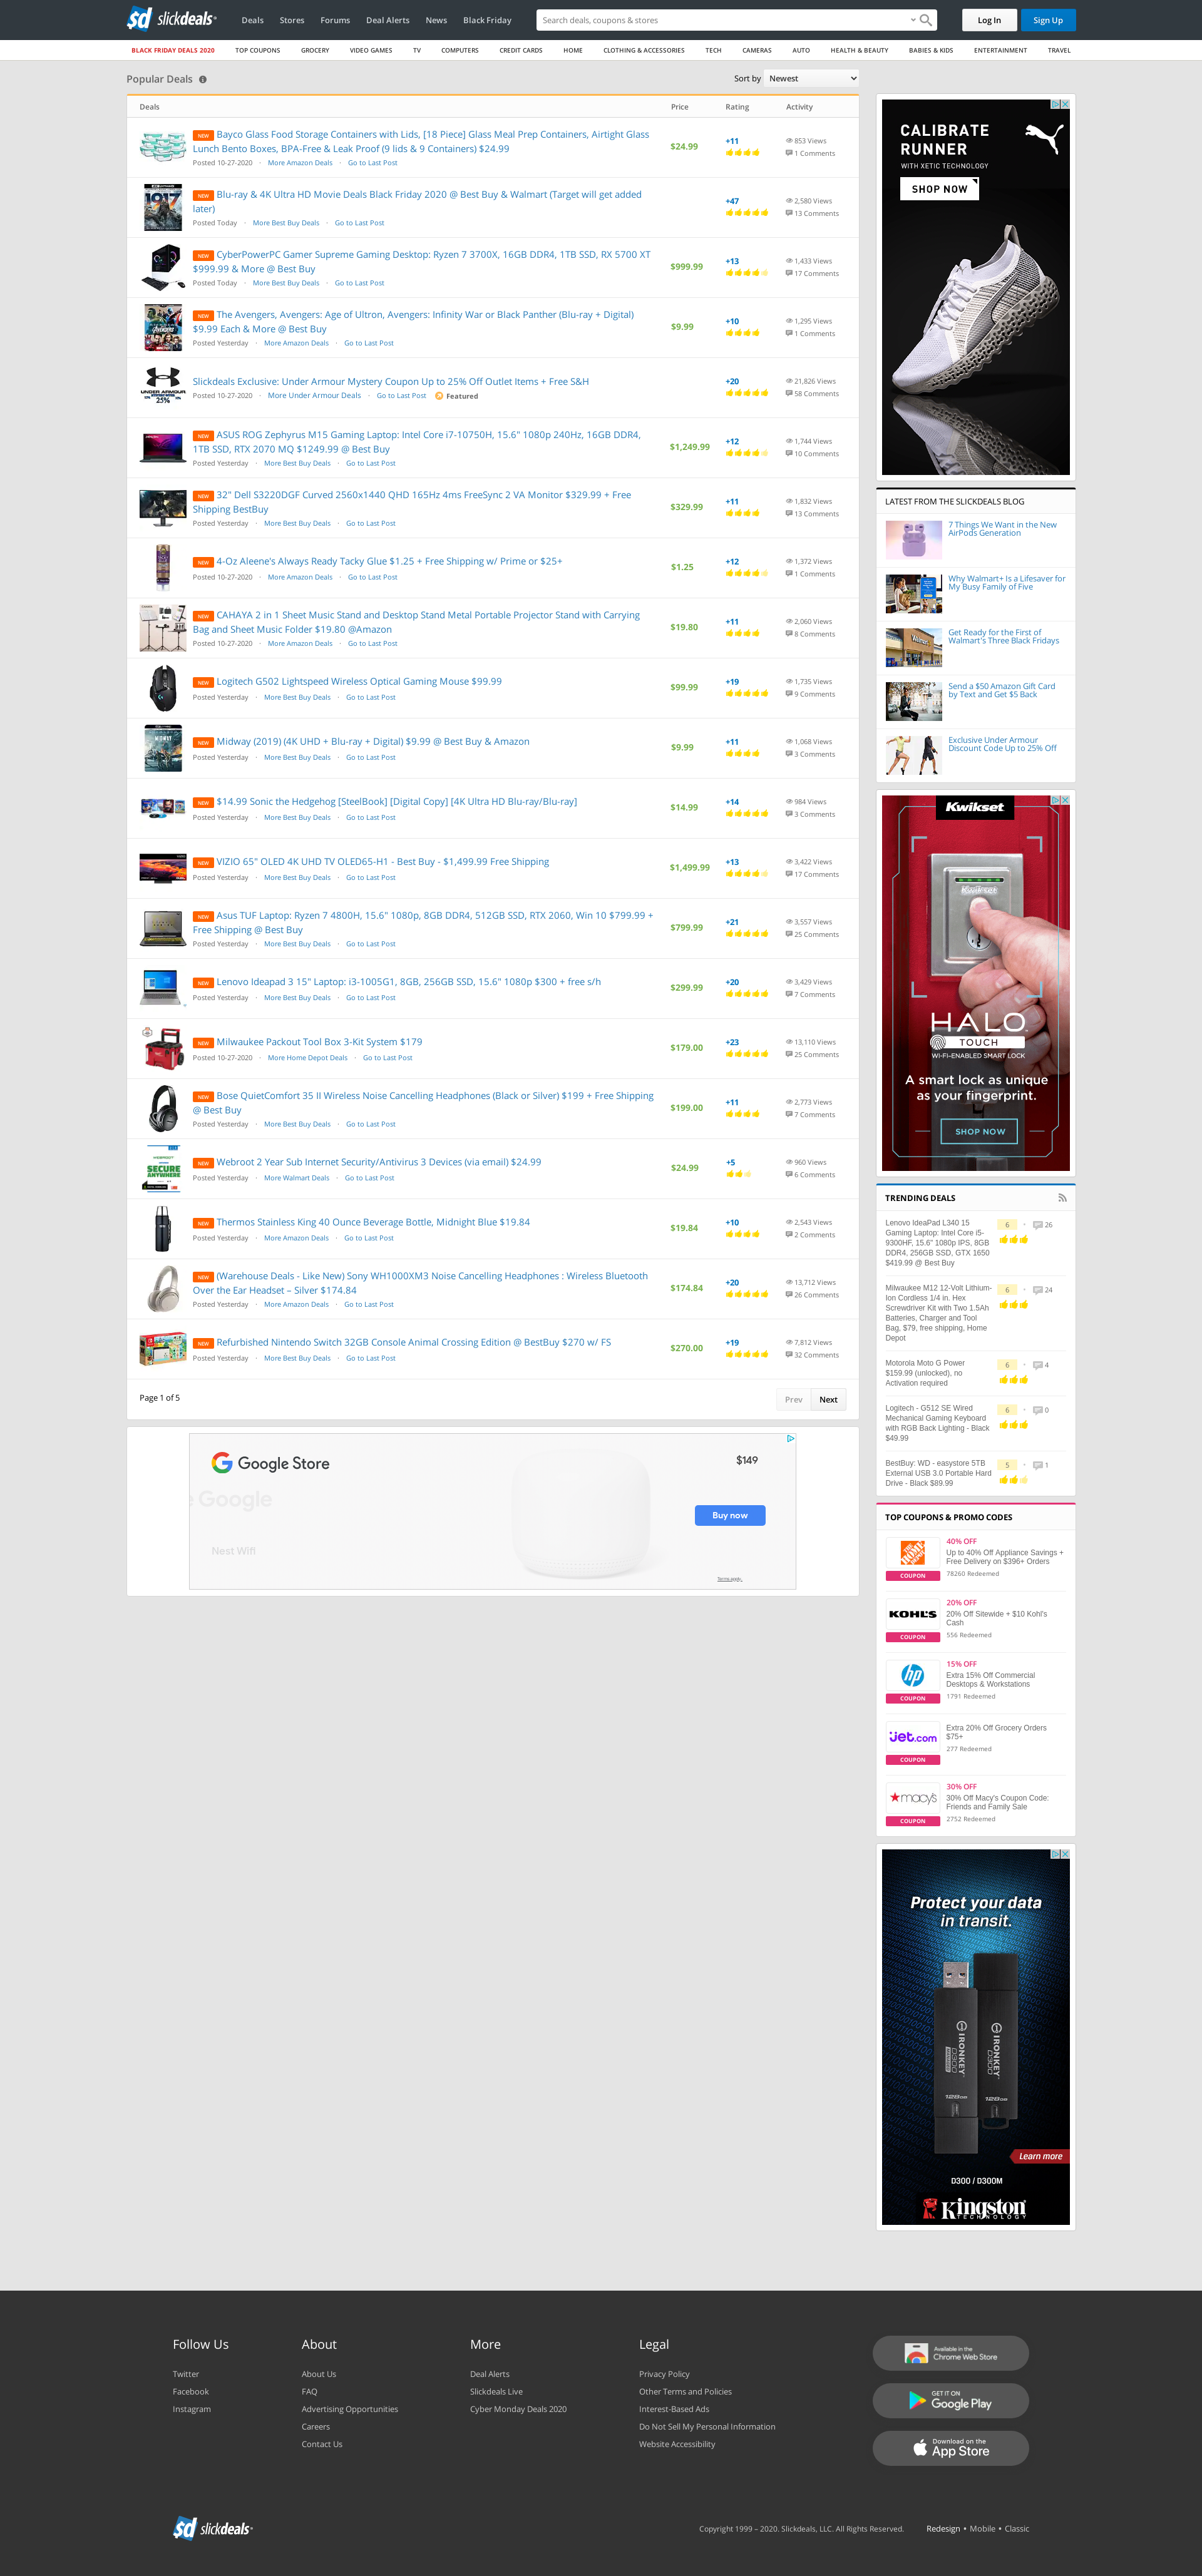 sd slickdeals
Deals Stores Forums Deal Alerts News Black Friday
Search deals, coupons & stores
Log In
Sign Up
BLACK FRIDAY DEALS 2020 TOP COUPONS GROCERY VIDEO GAMES TV COMPUTERS CREDIT CARDS HOME CLOTHING & ACCESSORIES TECH CAMERAS AUTO HEALTH & BEAUTY BABIES & KIDS ENTERTAINMENT TRAVEL
Popular Deals
Sort by Newest
Deals Price Rating Activity
NEW Bayco Glass Food Storage Containers with Lids, [18 Piece] Glass Meal Prep Containers, Airtight Glass
Lunch Bento Boxes, BPA-Free & Leak Proof (9 lids & 9 Containers) $24.99
Posted 10-27-2020 · More Amazon Deals · Go to Last Post
$24.99
+11
853 Views
1 Comments
NEW Blu-ray & 4K Ultra HD Movie Deals Black Friday 2020 @ Best Buy & Walmart (Target will get added
later)
Posted Today · More Best Buy Deals · Go to Last Post
+47
2,580 Views
13 Comments
NEW CyberPowerPC Gamer Supreme Gaming Desktop: Ryzen 7 3700X, 16GB DDR4, 1TB SSD, RX 5700 XT
$999.99 & More @ Best Buy
Posted Today · More Best Buy Deals · Go to Last Post
$999.99
+13
1,433 Views
17 Comments
NEW The Avengers, Avengers: Age of Ultron, Avengers: Infinity War or Black Panther (Blu-ray + Digital)
$9.99 Each & More @ Best Buy
Posted Yesterday · More Amazon Deals · Go to Last Post
$9.99
+10
1,295 Views
1 Comments
UNDER ARMOUR
25%
Slickdeals Exclusive: Under Armour Mystery Coupon Up to 25% Off Outlet Items + Free S&H
Posted 10-27-2020 · More Under Armour Deals · Go to Last Post Featured
+20
21,826 Views
58 Comments
NEW ASUS ROG Zephyrus M15 Gaming Laptop: Intel Core i7-10750H, 15.6" 1080p 240Hz, 16GB DDR4,
1TB SSD, RTX 2070 MQ $1249.99 @ Best Buy
Posted Yesterday · More Best Buy Deals · Go to Last Post
$1,249.99
+12
1,744 Views
10 Comments
NEW 32" Dell S3220DGF Curved 2560x1440 QHD 165Hz 4ms FreeSync 2 VA Monitor $329.99 + Free
Shipping BestBuy
Posted Yesterday · More Best Buy Deals · Go to Last Post
$329.99
+11
1,832 Views
13 Comments
NEW 4-Oz Aleene's Always Ready Tacky Glue $1.25 + Free Shipping w/ Prime or $25+
Posted 10-27-2020 · More Amazon Deals · Go to Last Post
$1.25
+12
1,372 Views
1 Comments
NEW CAHAYA 2 in 1 Sheet Music Stand and Desktop Stand Metal Portable Projector Stand with Carrying
Bag and Sheet Music Folder $19.80 @Amazon
Posted 10-27-2020 · More Amazon Deals · Go to Last Post
$19.80
+11
2,060 Views
8 Comments
NEW Logitech G502 Lightspeed Wireless Optical Gaming Mouse $99.99
Posted Yesterday · More Best Buy Deals · Go to Last Post
$99.99
+19
1,735 Views
9 Comments
NEW Midway (2019) (4K UHD + Blu-ray + Digital) $9.99 @ Best Buy & Amazon
Posted Yesterday · More Best Buy Deals · Go to Last Post
$9.99
+11
1,068 Views
3 Comments
NEW $14.99 Sonic the Hedgehog [SteelBook] [Digital Copy] [4K Ultra HD Blu-ray/Blu-ray]
Posted Yesterday · More Best Buy Deals · Go to Last Post
$14.99
+14
984 Views
3 Comments
NEW VIZIO 65" OLED 4K UHD TV OLED65-H1 - Best Buy - $1,499.99 Free Shipping
Posted Yesterday · More Best Buy Deals · Go to Last Post
$1,499.99
+13
3,422 Views
17 Comments
NEW Asus TUF Laptop: Ryzen 7 4800H, 15.6" 1080p, 8GB DDR4, 512GB SSD, RTX 2060, Win 10 $799.99 +
Free Shipping @ Best Buy
Posted Yesterday · More Best Buy Deals · Go to Last Post
$799.99
+21
3,557 Views
25 Comments
NEW Lenovo Ideapad 3 15" Laptop: i3-1005G1, 8GB, 256GB SSD, 15.6" 1080p $300 + free s/h
Posted Yesterday · More Best Buy Deals · Go to Last Post
$299.99
+20
3,429 Views
7 Comments
NEW Milwaukee Packout Tool Box 3-Kit System $179
Posted 10-27-2020 · More Home Depot Deals · Go to Last Post
$179.00
+23
13,110 Views
25 Comments
NEW Bose QuietComfort 35 II Wireless Noise Cancelling Headphones (Black or Silver) $199 + Free Shipping
@ Best Buy
Posted Yesterday · More Best Buy Deals · Go to Last Post
$199.00
+11
2,773 Views
7 Comments
NEW Webroot 2 Year Sub Internet Security/Antivirus 3 Devices (via email) $24.99
Posted Yesterday · More Walmart Deals · Go to Last Post
$24.99
+5
960 Views
6 Comments
NEW Thermos Stainless King 40 Ounce Beverage Bottle, Midnight Blue $19.84
Posted Yesterday · More Amazon Deals · Go to Last Post
$19.84
+10
2,543 Views
2 Comments
NEW (Warehouse Deals - Like New) Sony WH1000XM3 Noise Cancelling Headphones : Wireless Bluetooth
Over the Ear Headset – Silver $174.84
Posted Yesterday · More Amazon Deals · Go to Last Post
$174.84
+20
13,712 Views
26 Comments
NEW Refurbished Nintendo Switch 32GB Console Animal Crossing Edition @ BestBuy $270 w/ FS
Posted Yesterday · More Best Buy Deals · Go to Last Post
$270.00
+19
7,812 Views
32 Comments
Page 1 of 5
Prev Next
Google Store
$149
Google
Buy now
Nest Wifi
Terms apply.
CALIBRATE
RUNNER
WITH XETIC TECHNOLOGY
SHOP NOW
PUMA
LATEST FROM THE SLICKDEALS BLOG
7 Things We Want in the New
AirPods Generation
Why Walmart+ Is a Lifesaver for
My Busy Family of Five
Get Ready for the First of
Walmart's Three Black Fridays
Send a $50 Amazon Gift Card
by Text and Get $5 Back
Exclusive Under Armour
Discount Code Up to 25% Off
Kwikset
Kwikset
HALO
TOUCH
WI-FI-ENABLED SMART LOCK
A smart lock as unique
as your fingerprint.
SHOP NOW
TRENDING DEALS
Lenovo IdeaPad L340 15
Gaming Laptop: Intel Core i5-
9300HF, 15.6" 1080p IPS, 8GB
DDR4, 256GB SSD, GTX 1650
$419.99 @ Best Buy
6 • 26
Milwaukee M12 12-Volt Lithium-
Ion Cordless 1/4 in. Hex
Screwdriver Kit with Two 1.5Ah
Batteries, Charger and Tool
Bag, $79, free shipping, Home
Depot
6 • 24
Motorola Moto G Power
$159.99 (unlocked), no
Activation required
6 • 4
Logitech - G512 SE Wired
Mechanical Gaming Keyboard
with RGB Back Lighting - Black
$49.99
6 • 0
BestBuy: WD - easystore 5TB
External USB 3.0 Portable Hard
Drive - Black $89.99
5 • 1
TOP COUPONS & PROMO CODES
COUPON
40% OFF
Up to 40% Off Appliance Savings +
Free Delivery on $396+ Orders
78260 Redeemed
KOHL'S
COUPON
20% OFF
20% Off Sitewide + $10 Kohl's
Cash
556 Redeemed
hp
COUPON
15% OFF
Extra 15% Off Commercial
Desktops & Workstations
1791 Redeemed
jet.com
COUPON
Extra 20% Off Grocery Orders
$75+
277 Redeemed
macy's
COUPON
30% OFF
30% Off Macy's Coupon Code:
Friends and Family Sale
2752 Redeemed
Protect your data
in transit.
IRONKEY
D300
128GB
IRONKEY
D300
128GB
Learn more
D300 / D300M
Kingston
TECHNOLOGY
Follow Us
Twitter
Facebook
Instagram
About
About Us
FAQ
Advertising Opportunities
Careers
Contact Us
More
Deal Alerts
Slickdeals Live
Cyber Monday Deals 2020
Legal
Privacy Policy
Other Terms and Policies
Interest-Based Ads
Do Not Sell My Personal Information
Website Accessibility
Available in the
Chrome Web Store
GET IT ON
Google Play
Download on the
App Store
sd slickdeals
Copyright 1999 – 2020. Slickdeals, LLC. All Rights Reserved.
Redesign • Mobile • Classic